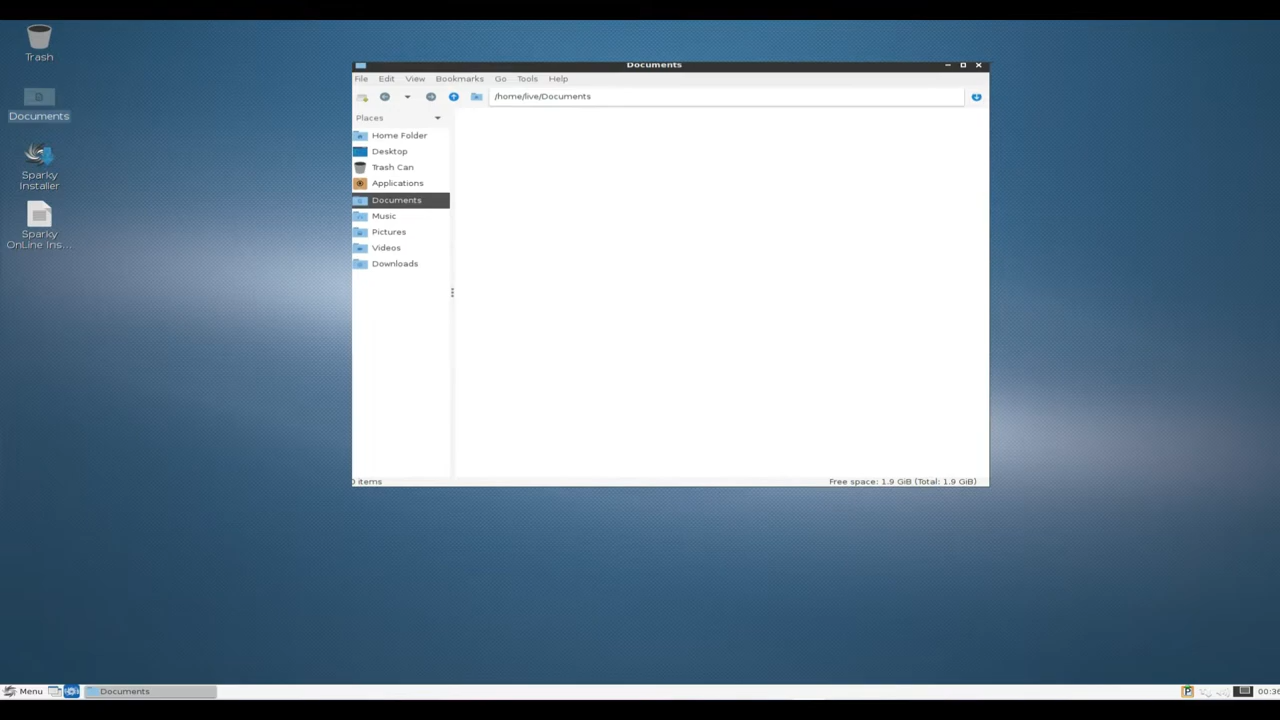 Trash
Documents
Sparky
Installer
Sparky
OnLine Ins...
Documents
File Edit View Bookmarks Go Tools Help
/home/live/Documents
Places
Home Folder
Desktop
Trash Can
Applications
Documents
Music
Pictures
Videos
Downloads
0 items
Free space: 1.9 GiB (Total: 1.9 GiB)
Menu
Documents
P
00:36